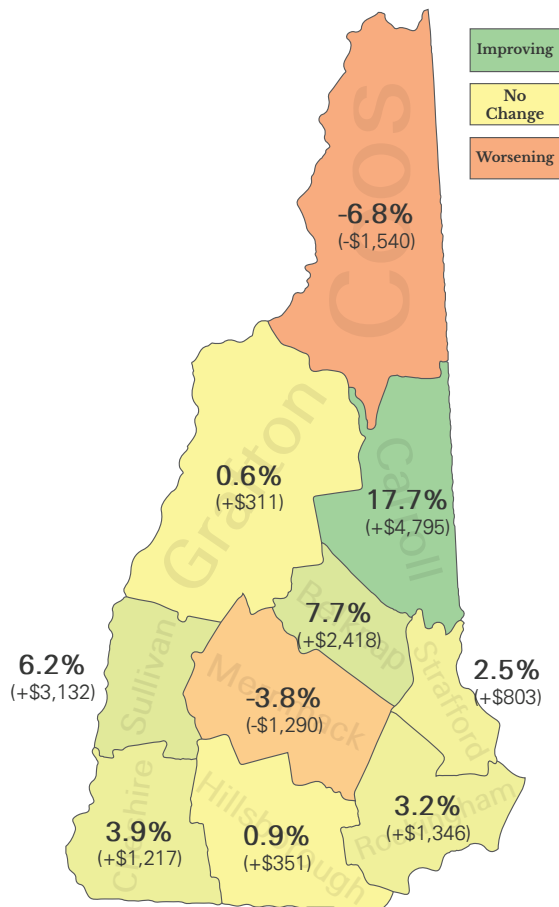 Improving
No
Change
Worsening
Coos
-6.8%
(-$1,540)
Grafton
0.6%
(+$311)
Carroll
17.7%
(+$4,795)
Belknap
7.7%
(+$2,418)
Sullivan
6.2%
(+$3,132)
Merrimack
-3.8%
(-$1,290)
Strafford
2.5%
(+$803)
Cheshire
3.9%
(+$1,217)
Hillsborough
0.9%
(+$351)
Rockingham
3.2%
(+$1,346)